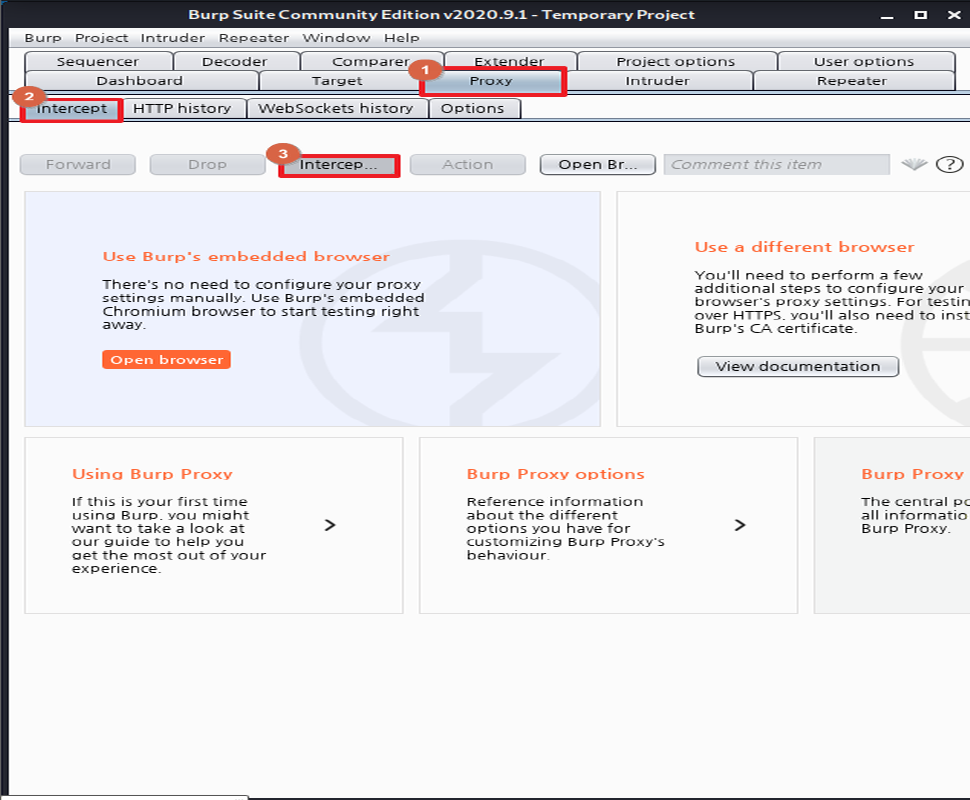 Burp Suite Community Edition v2020.9.1 - Temporary Project
Burp Project Intruder Repeater Window Help
Sequencer Decoder Comparer Extender Project options User options
Dashboard Target 1 Proxy Intruder Repeater
2 Intercept HTTP history WebSockets history Options
Forward Drop 3 Intercep... Action Open Br... Comment this item ?
Use Burp's embedded browser
There's no need to configure your proxy
settings manually. Use Burp's embedded
Chromium browser to start testing right
away.
Open browser
Use a different browser
You'll need to perform a few
additional steps to configure your
browser's proxy settings. For testin
over HTTPS, you'll also need to inst
Burp's CA certificate.
View documentation
Using Burp Proxy
If this is your first time
using Burp, you might
want to take a look at
our guide to help you
get the most out of your
experience.
Burp Proxy options
Reference information
about the different
options you have for
customizing Burp Proxy's
behaviour.
Burp Proxy
The central po
all informatio
Burp Proxy.